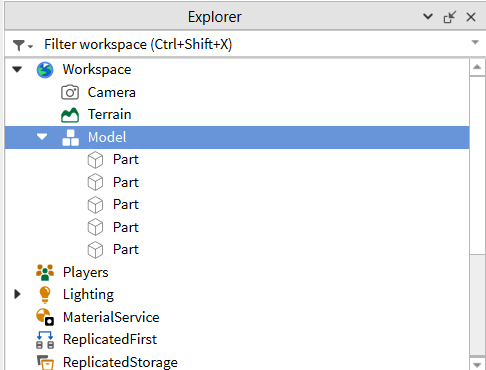 Explorer
Filter workspace (Ctrl+Shift+X)
Workspace
Camera
Terrain
Model
Part
Part
Part
Part
Part
Players
Lighting
MaterialService
ReplicatedFirst
ReplicatedStorage